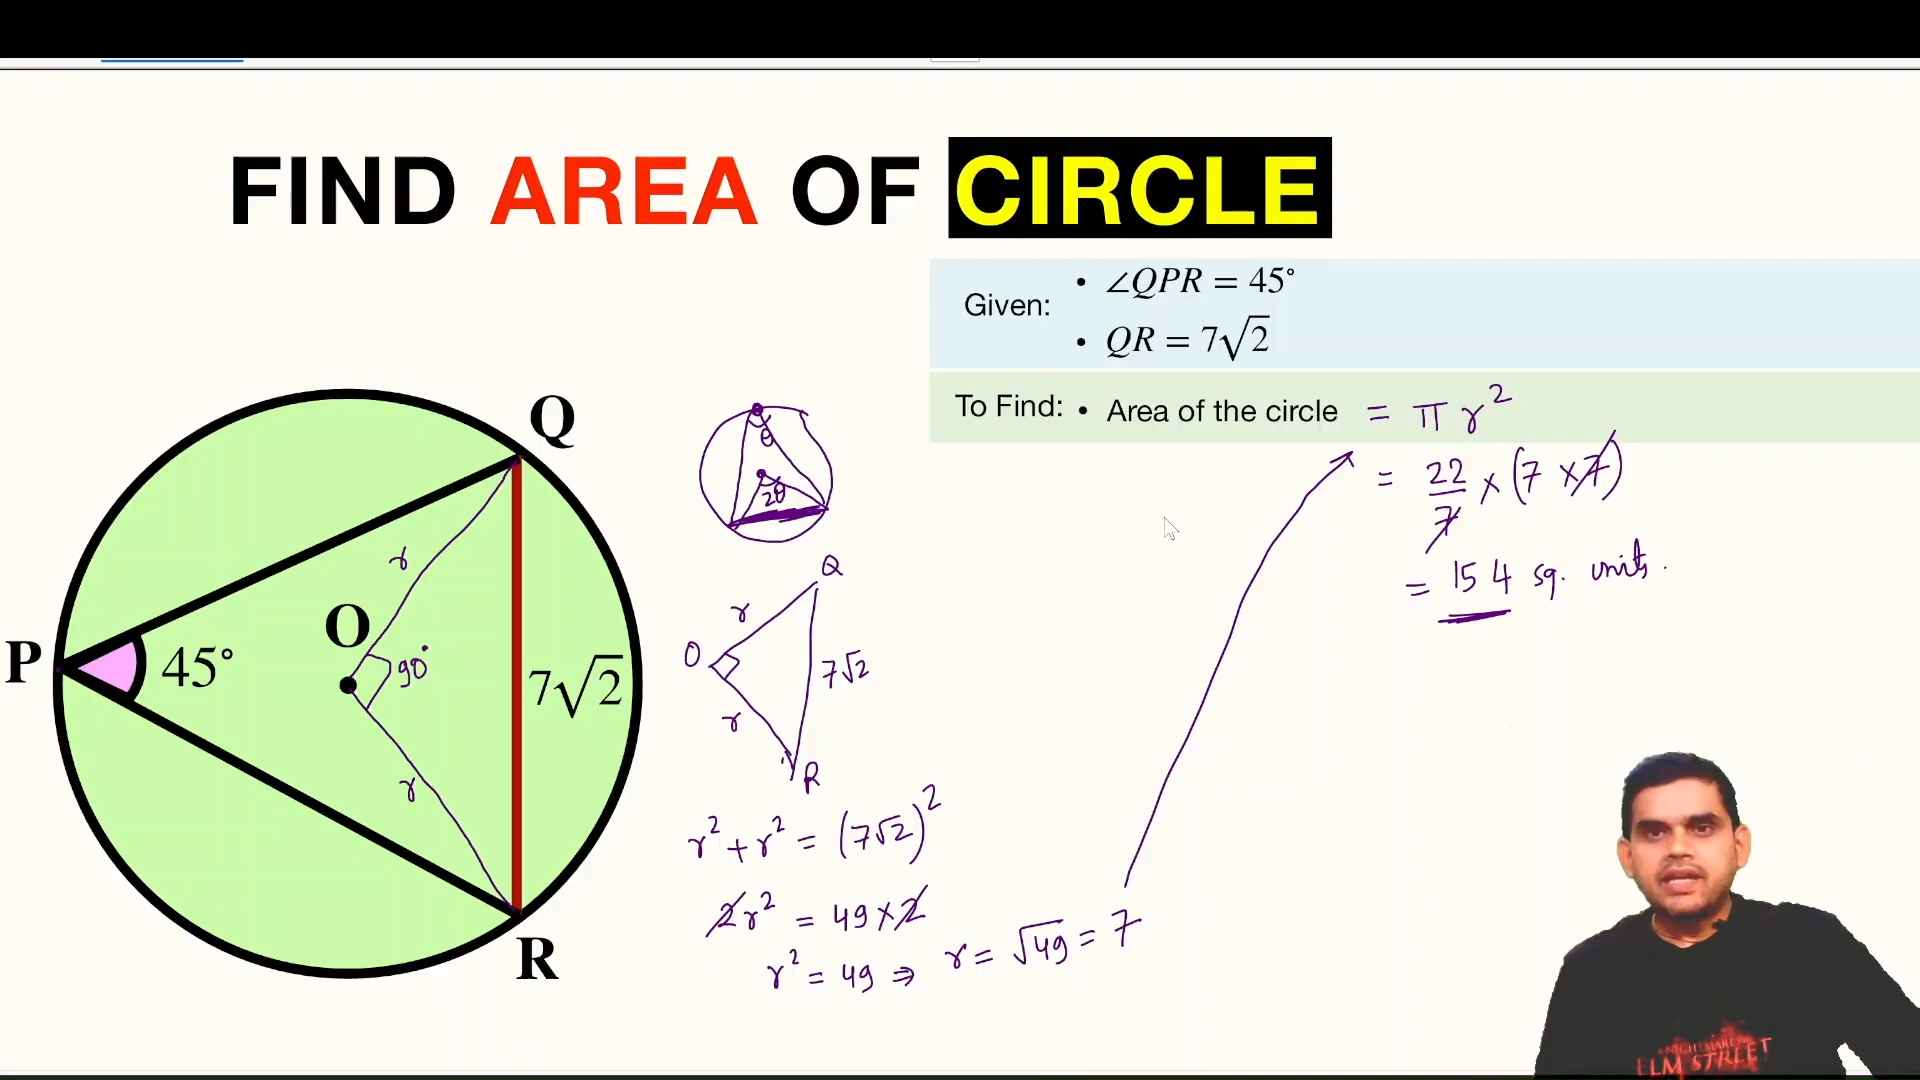 FIND AREA OF CIRCLE
Given:
• ∠QPR = 45°
• QR = 7√2
To Find: • Area of the circle = π r²
= 22/7 × (7 × 7)
= 154 sq. units.
Q
P
45°
O
90°
r
r
7√2
R
θ
2θ
Q
r
O
7√2
r
R
r² + r² = (7√2)²
2r² = 49 × 2
r² = 49 ⇒ r = √49 = 7
NIGHTMARE ON
ELM STREET